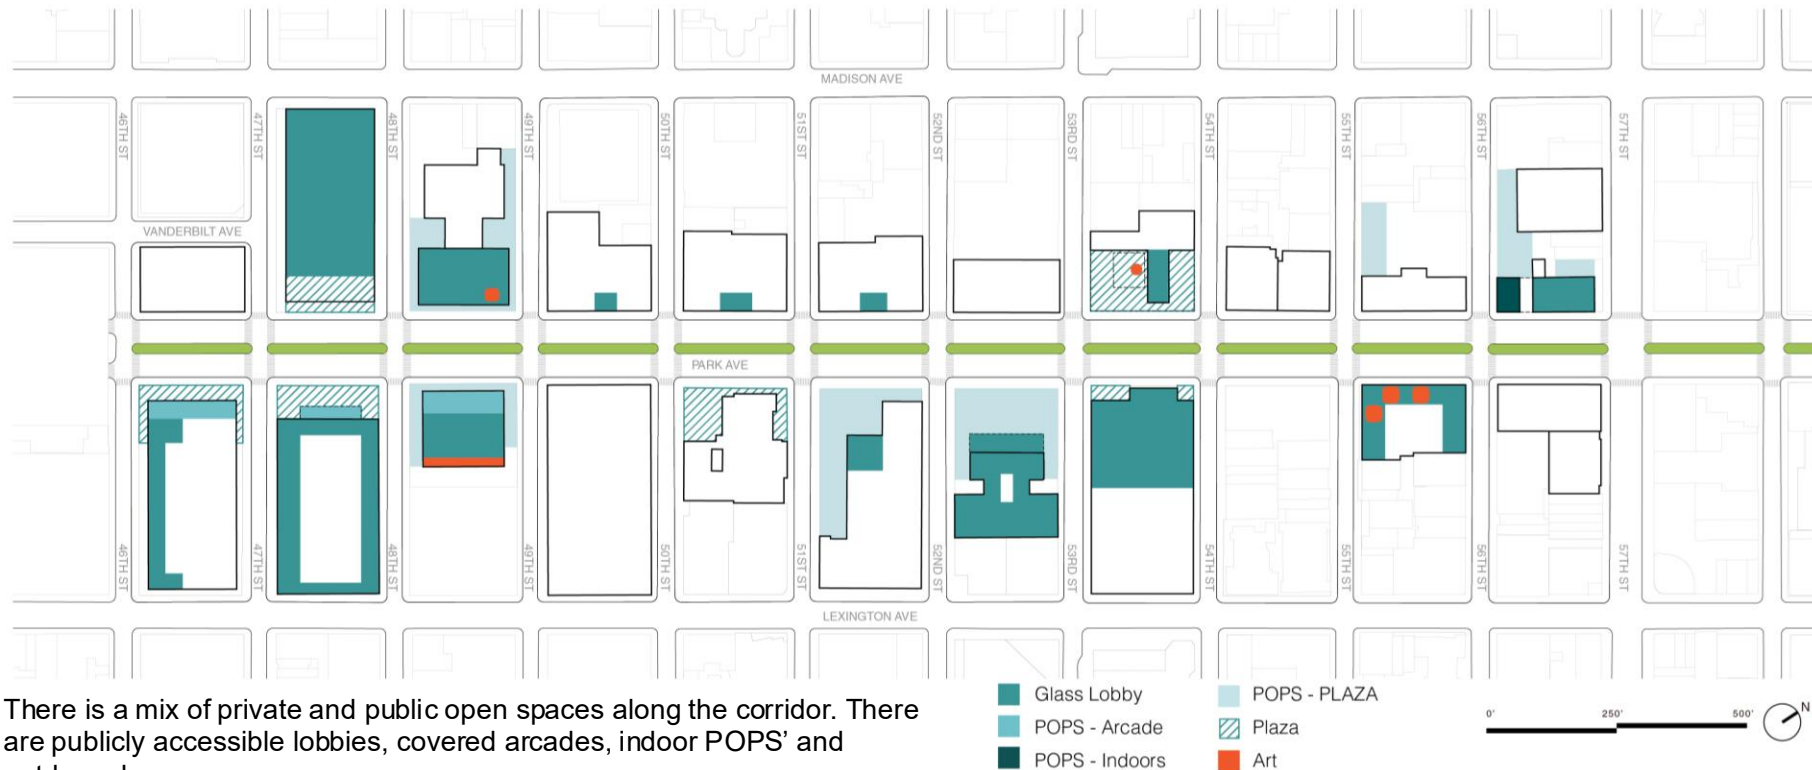 MADISON AVE
46TH ST
47TH ST
48TH ST
49TH ST
50TH ST
51ST ST
52ND ST
53RD ST
54TH ST
55TH ST
56TH ST
57TH ST
VANDERBILT AVE
PARK AVE
46TH ST
47TH ST
48TH ST
49TH ST
50TH ST
51ST ST
52ND ST
53RD ST
54TH ST
55TH ST
56TH ST
57TH ST
LEXINGTON AVE
There is a mix of private and public open spaces along the corridor. There
are publicly accessible lobbies, covered arcades, indoor POPS’ and
Glass Lobby
POPS - Arcade
POPS - Indoors
POPS - PLAZA
Plaza
Art
0' 250' 500'
N